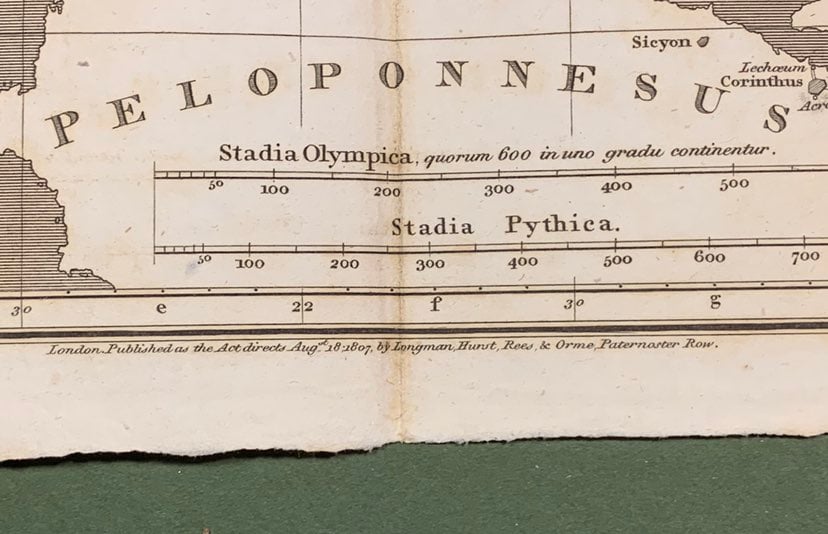 Sicyon
Lechœum
Corinthus
PELOPONNESUS
Stadia Olympica, quorum 600 in uno gradu continentur.
50 100 200 300 400 500
Stadia Pythica.
50 100 200 300 400 500 600 700
30 e 22 f 30 g
London. Published as the Act directs Augst. 18. 1807, by Longman, Hurst, Rees, & Orme, Paternoster Row.